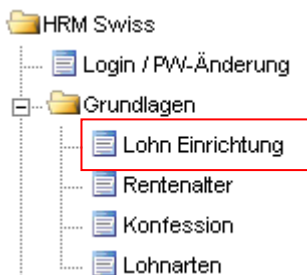 HRM Swiss
Login / PW-Änderung
Grundlagen
Lohn Einrichtung
Rentenalter
Konfession
Lohnarten